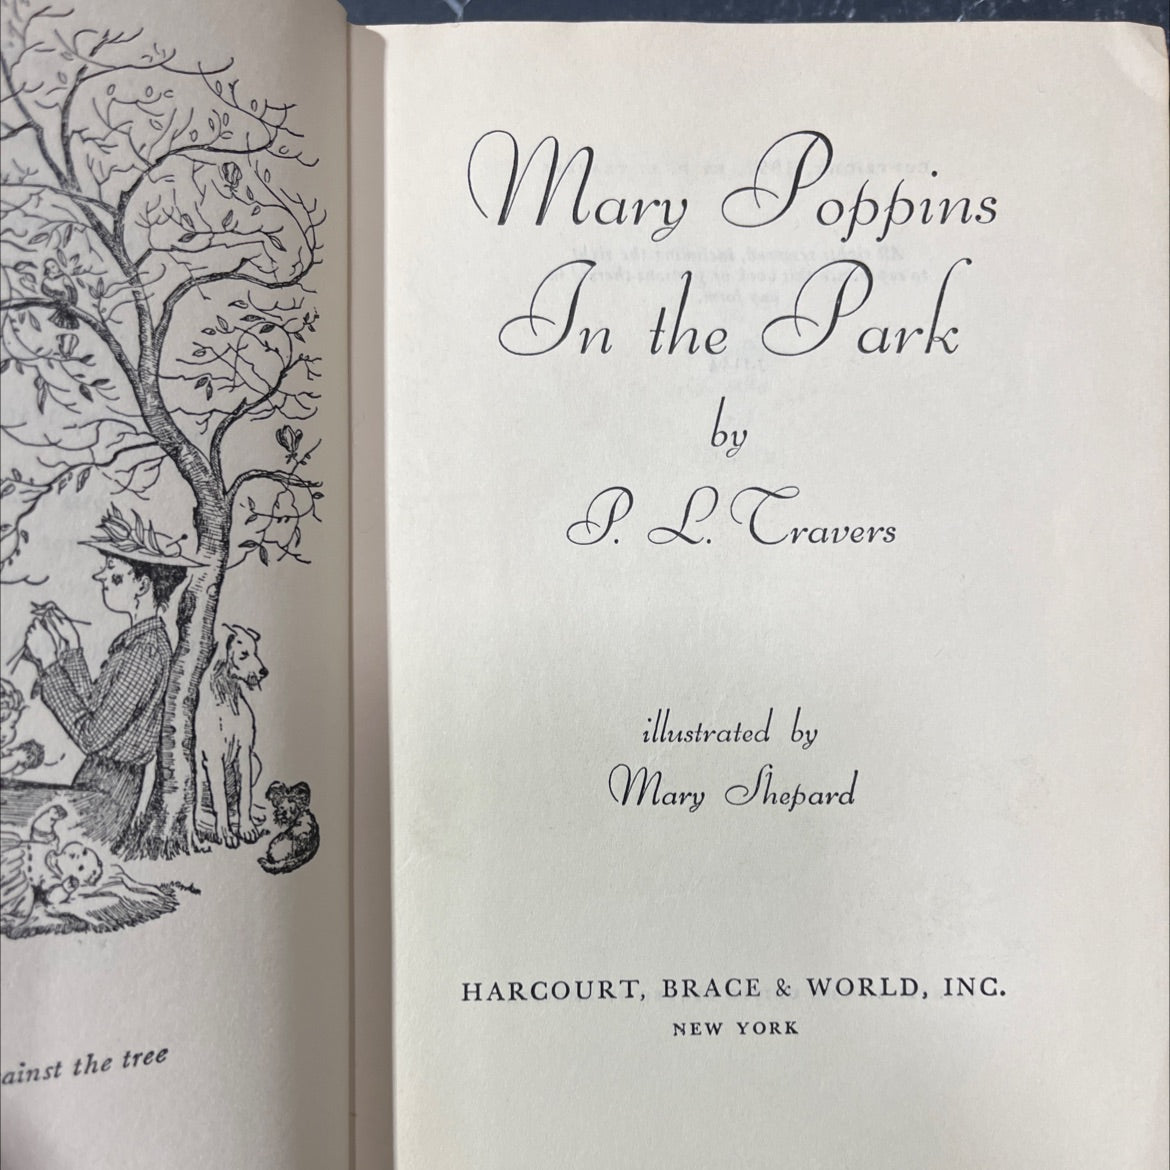 ainst the tree
Mary Poppins
In the Park
by
P. L. Travers
illustrated by
Mary Shepard
HARCOURT, BRACE & WORLD, INC.
NEW YORK